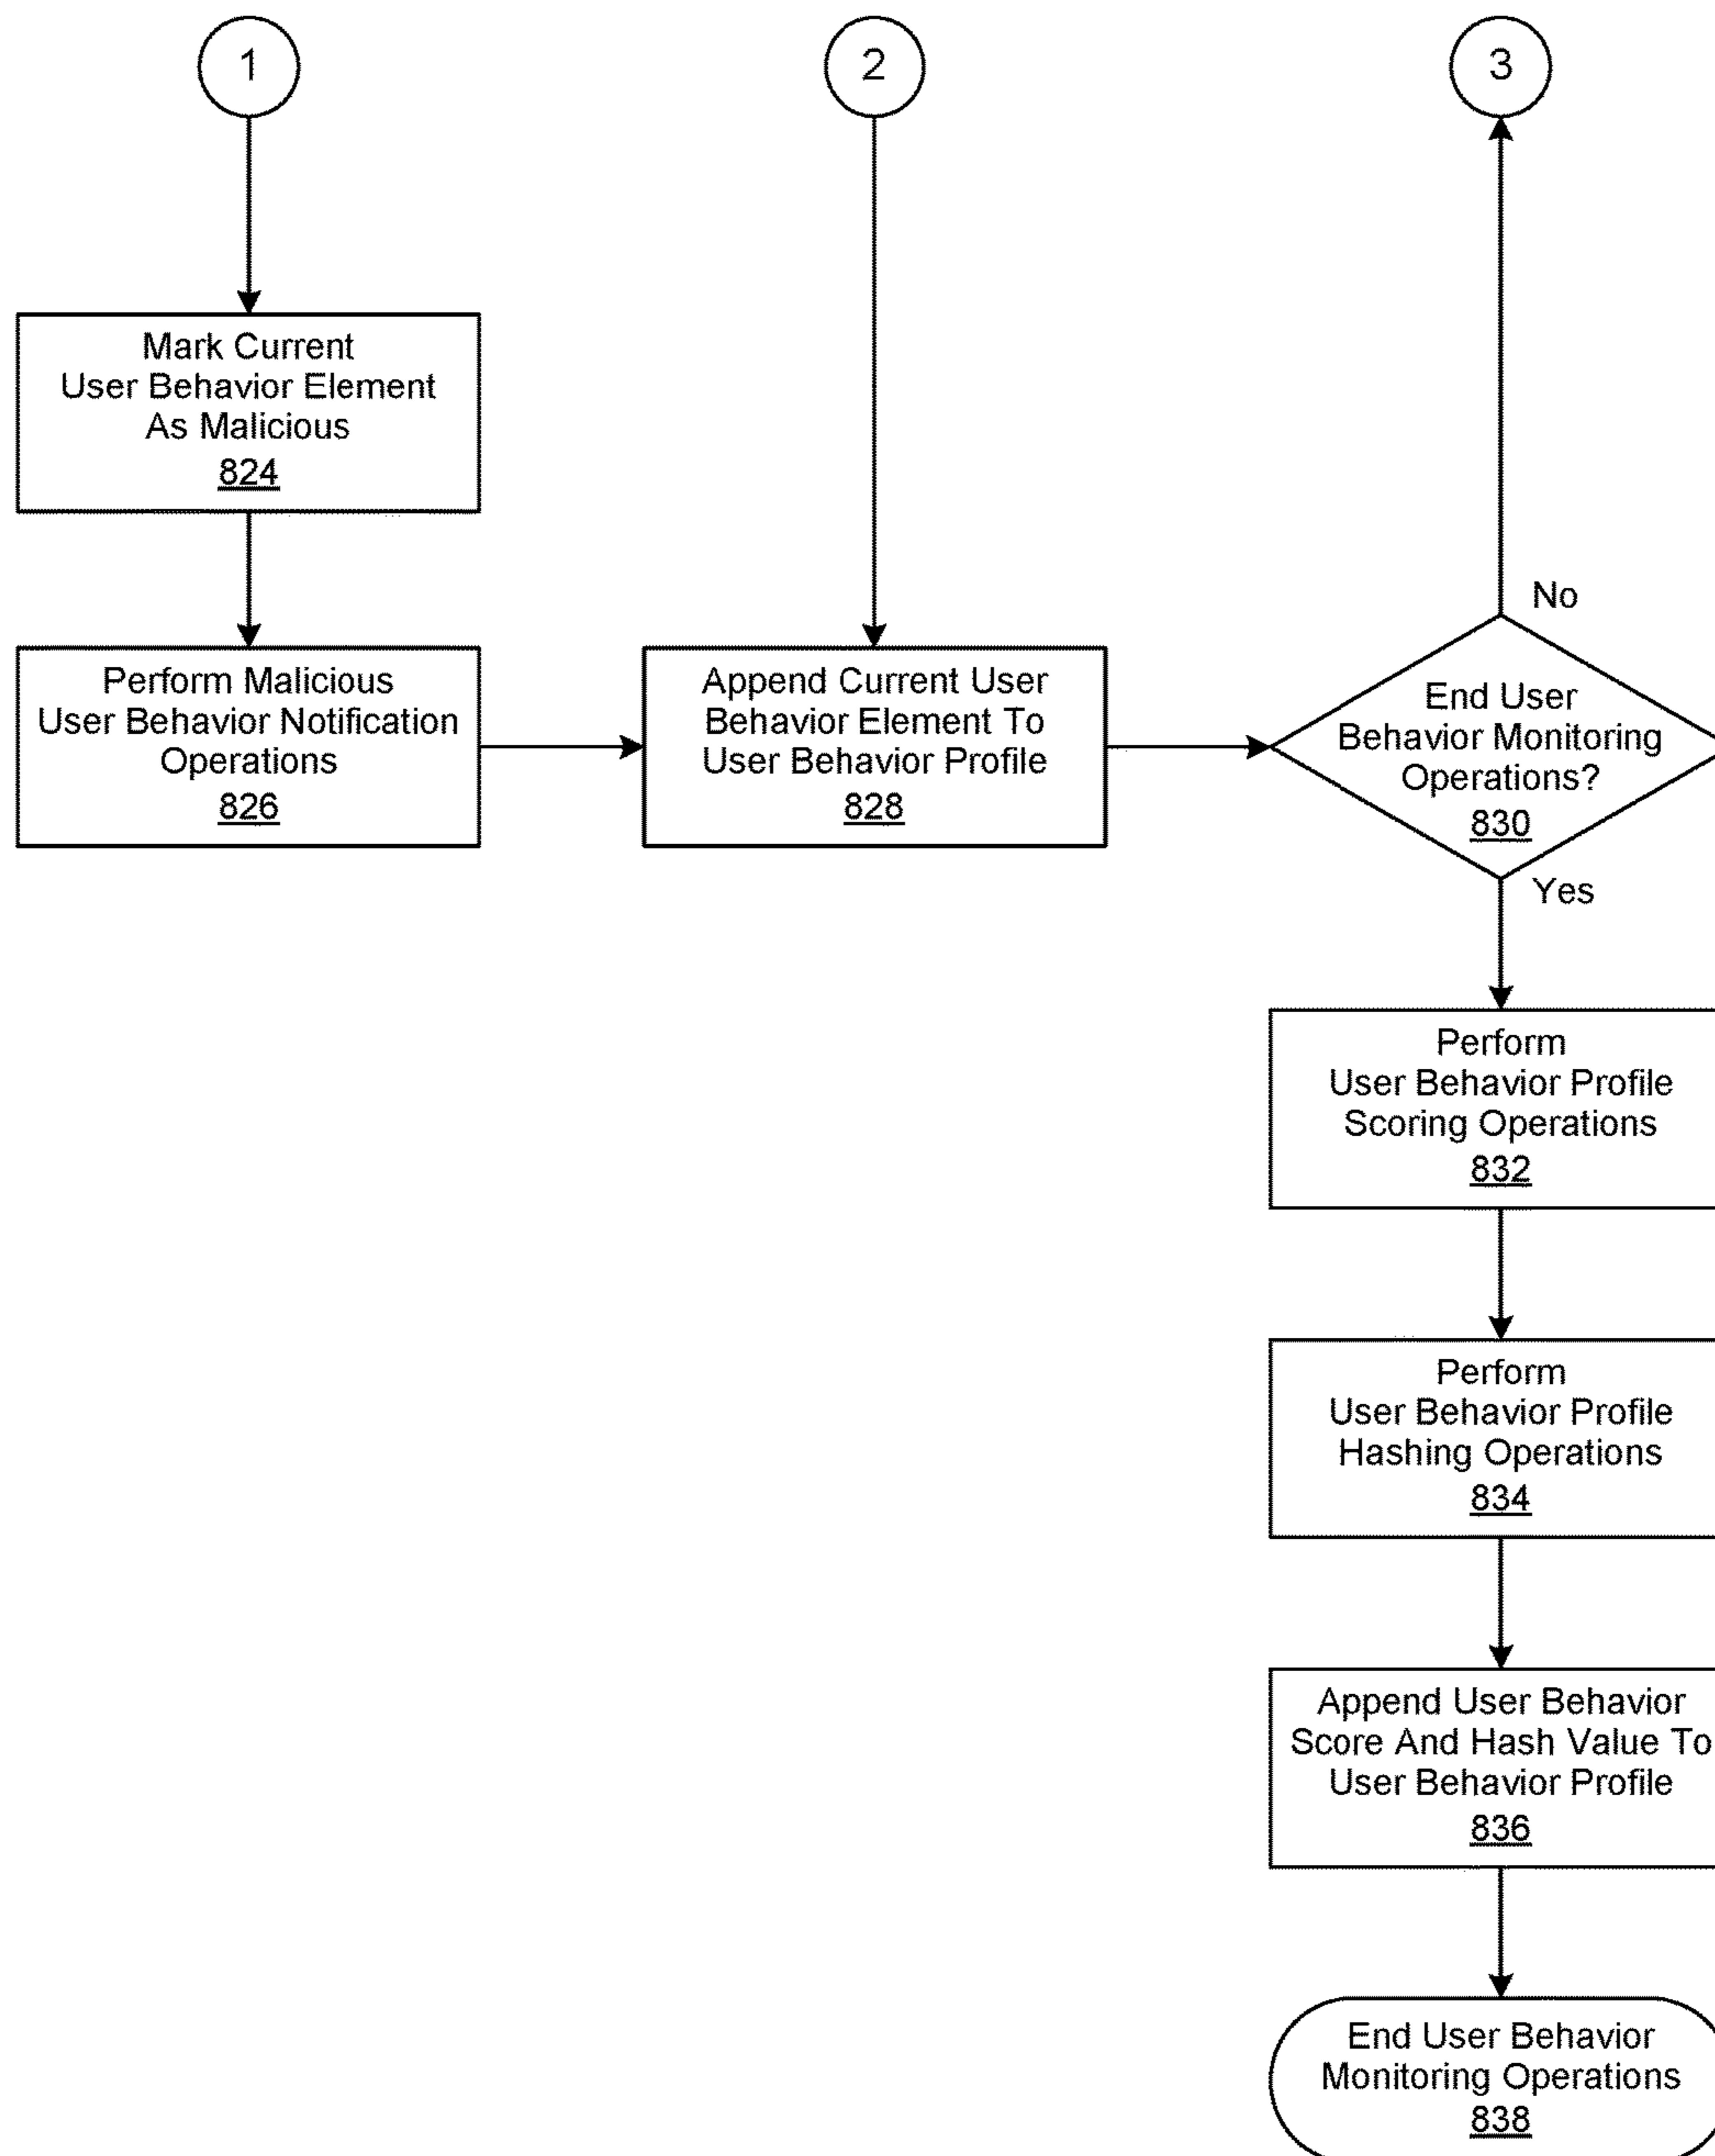 1
2
3
Mark Current
User Behavior Element
As Malicious
824
Perform Malicious
User Behavior Notification
Operations
826
Append Current User
Behavior Element To
User Behavior Profile
828
No
End User
Behavior Monitoring
Operations?
830
Yes
Perform
User Behavior Profile
Scoring Operations
832
Perform
User Behavior Profile
Hashing Operations
834
Append User Behavior
Score And Hash Value To
User Behavior Profile
836
End User Behavior
Monitoring Operations
838